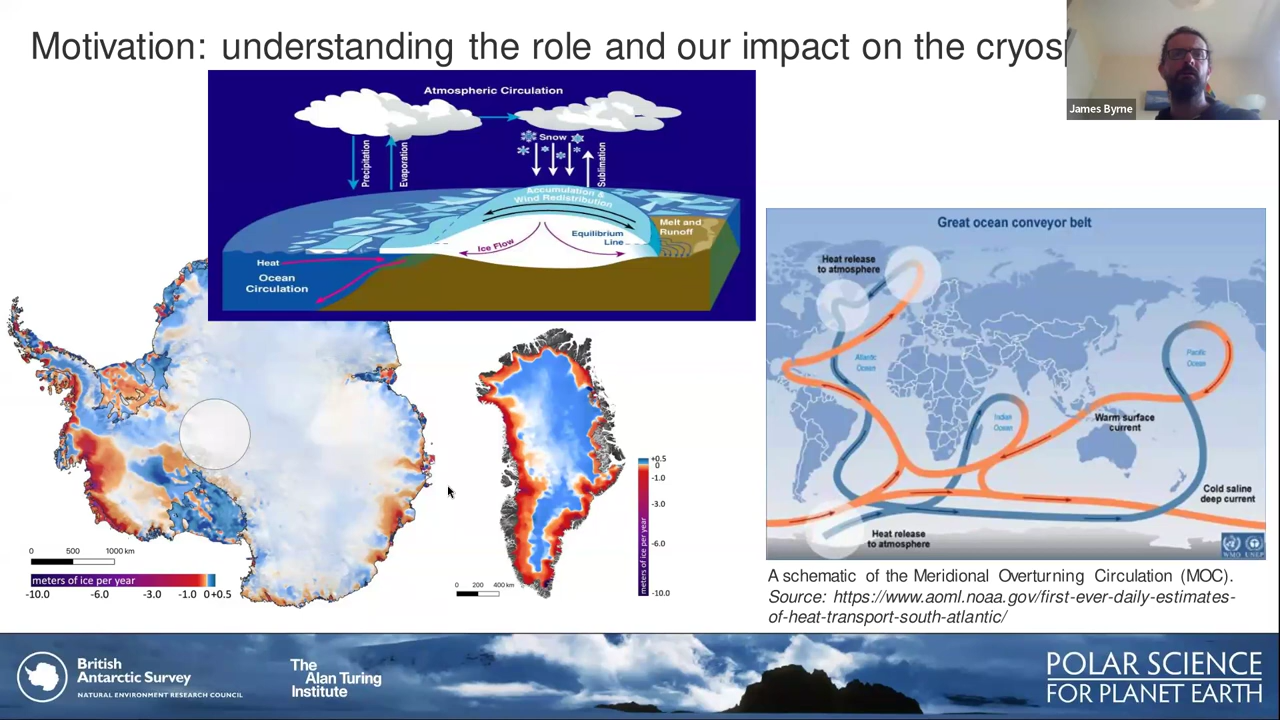 Motivation: understanding the role and our impact on the cryos
James Byrne
Atmospheric Circulation
Precipitation
Evaporation
Snow
Sublimation
Accumulation &
Wind Redistribution
Melt and
Runoff
Equilibrium
Line
Ice Flow
Heat
Ocean
Circulation
0 500 1000 km
meters of ice per year
-10.0 -6.0 -3.0 -1.0 0 +0.5
0 200 400 km
+0.5
0
-1.0
-3.0
-6.0
-10.0
meters of ice per year
Great ocean conveyor belt
Heat release
to atmosphere
Atlantic
Ocean
Pacific
Ocean
Indian
Ocean
Warm surface
current
Cold saline
deep current
Heat release
to atmosphere
WMO UNEP
A schematic of the Meridional Overturning Circulation (MOC).
Source: https://www.aoml.noaa.gov/first-ever-daily-estimates-
of-heat-transport-south-atlantic/
British
Antarctic Survey
NATURAL ENVIRONMENT RESEARCH COUNCIL
The
Alan Turing
Institute
POLAR SCIENCE
FOR PLANET EARTH